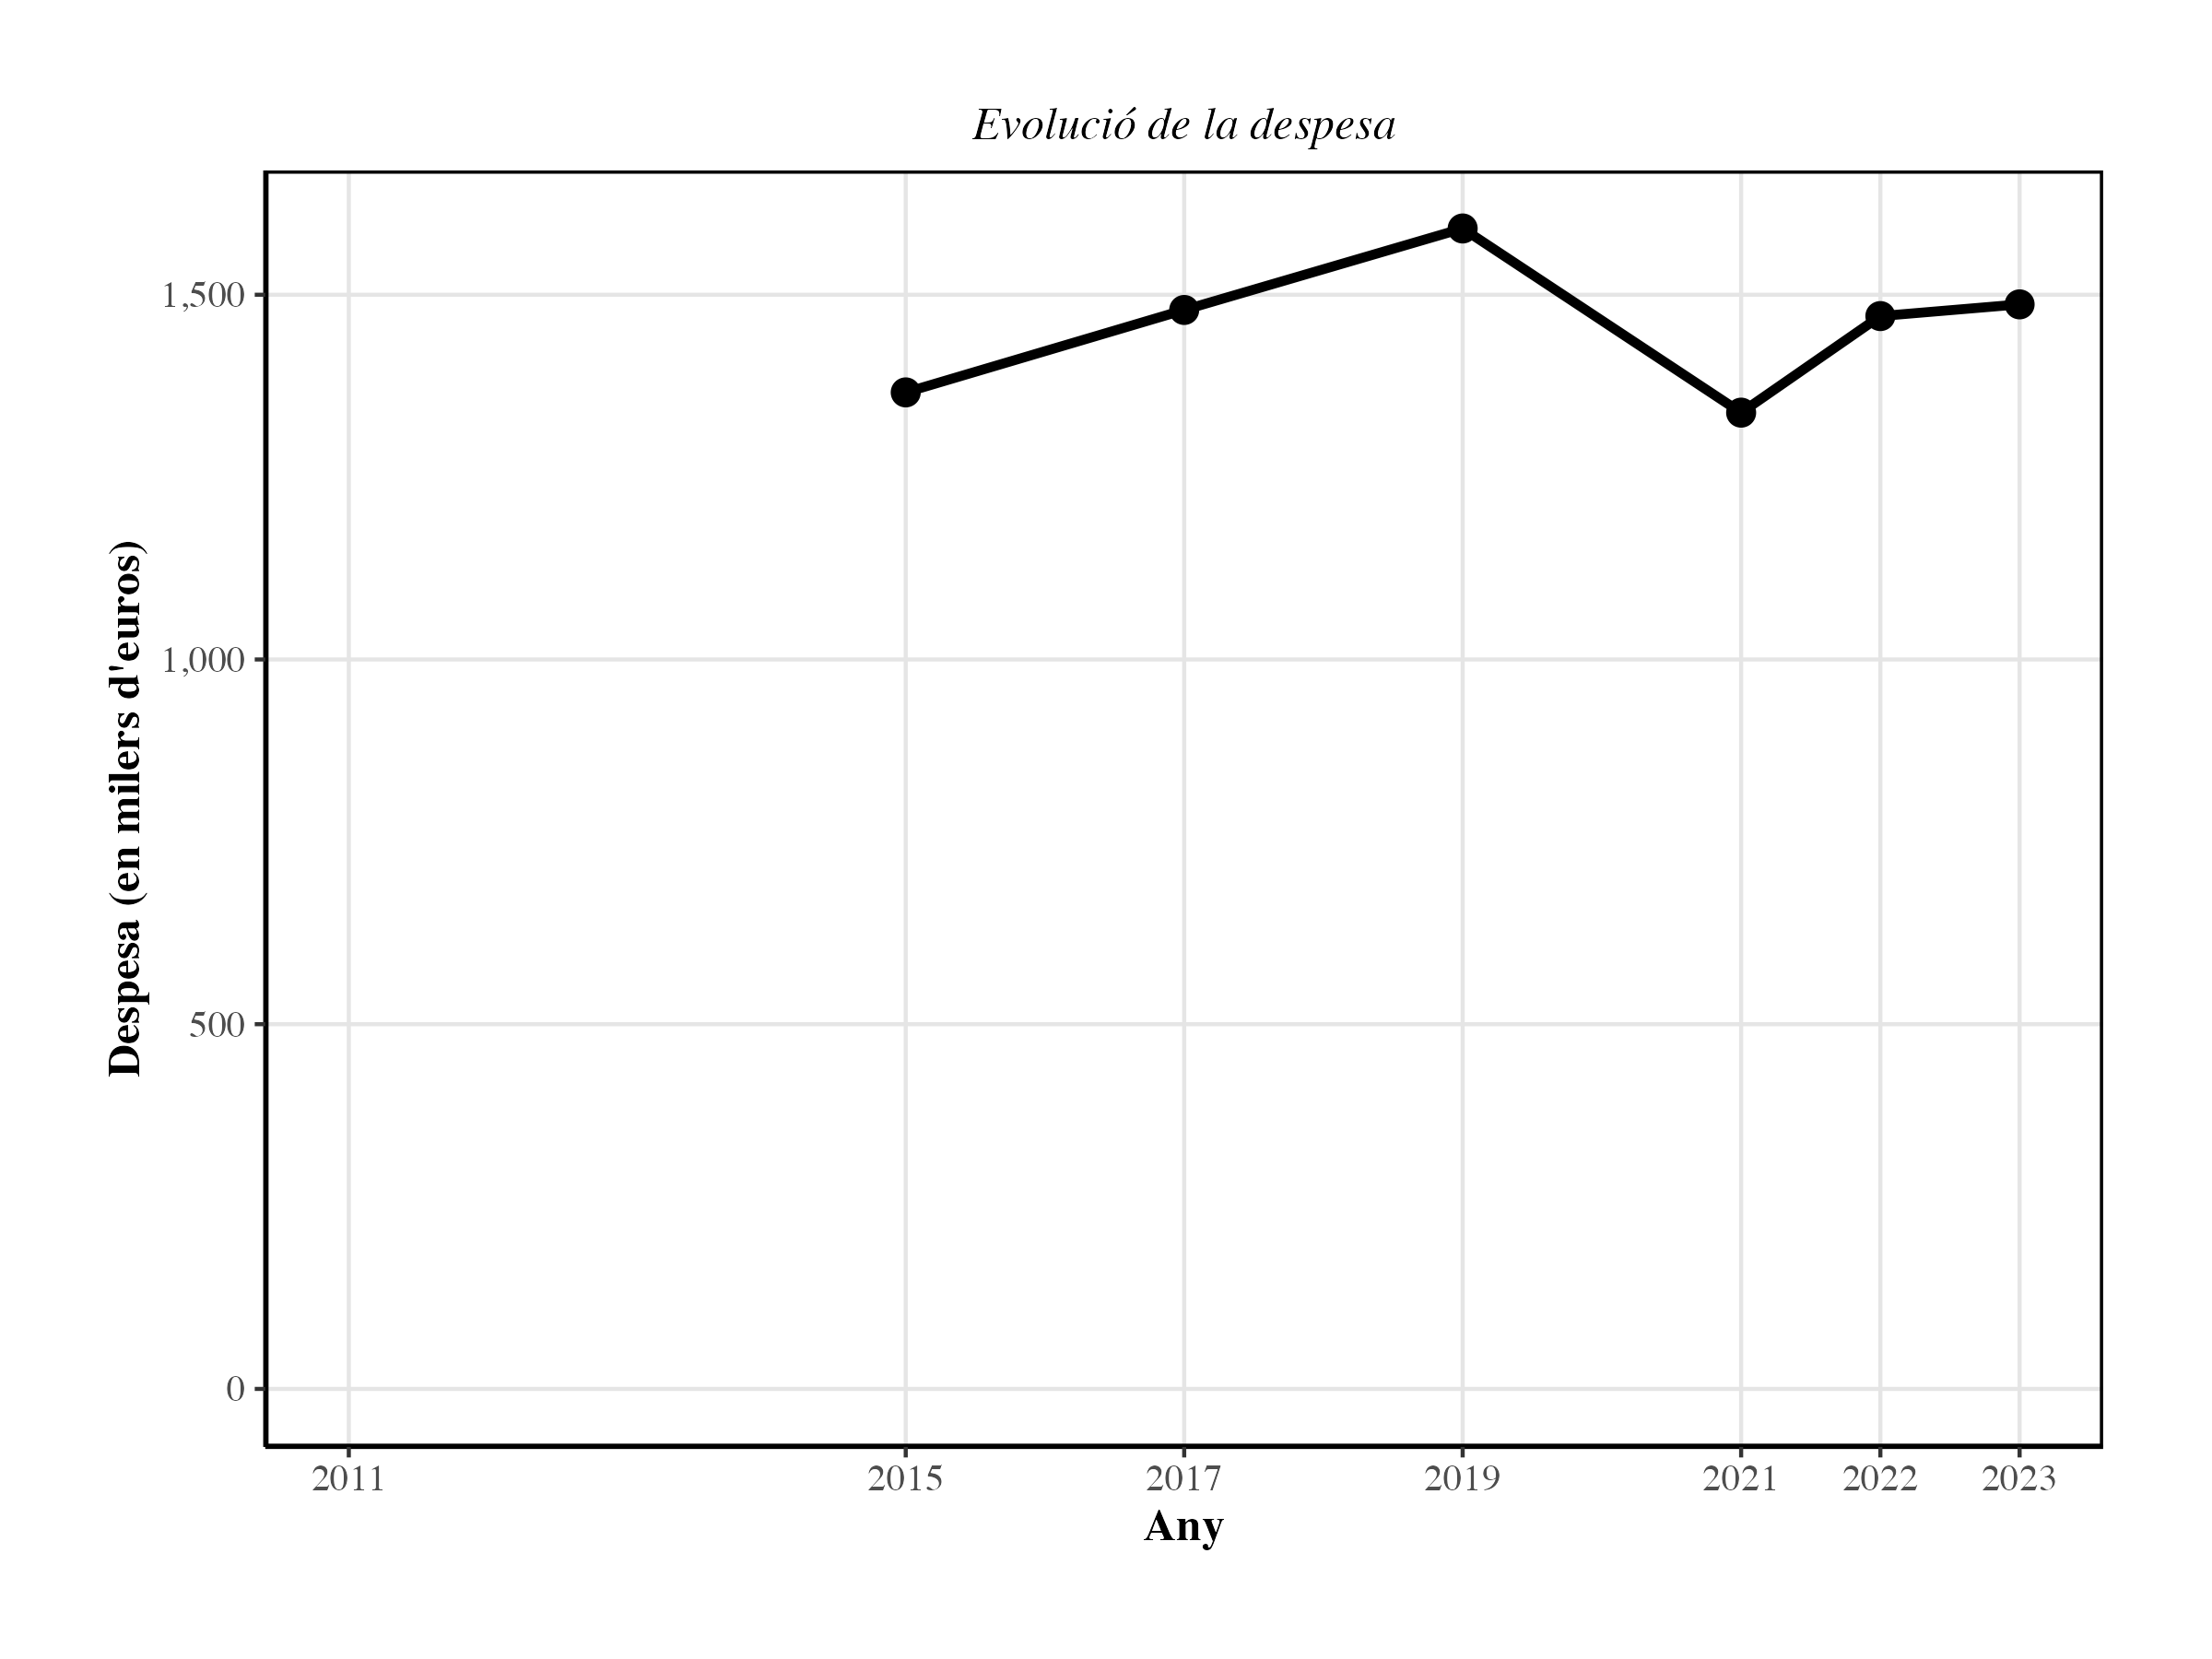 Evolució de la despesa
Despesa (en milers d'euros)
1,500
1,000
500
0
2011 2015 2017 2019 2021 2022 2023
Any